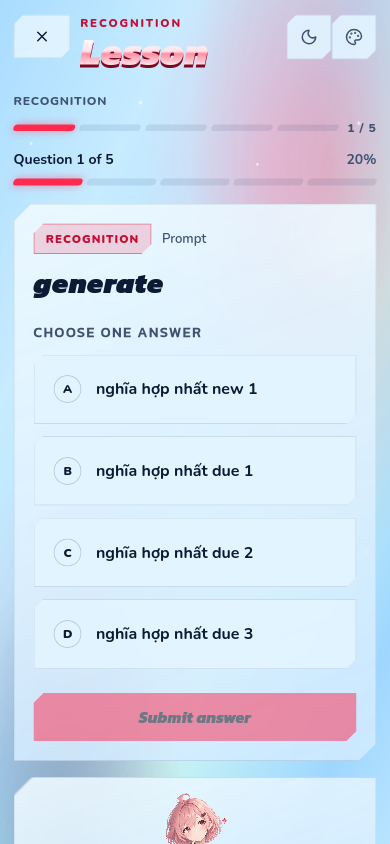 RECOGNITION
Lesson
RECOGNITION
1 / 5
Question 1 of 5
20%
RECOGNITION
Prompt
generate
CHOOSE ONE ANSWER
A
nghĩa hợp nhất new 1
B
nghĩa hợp nhất due 1
C
nghĩa hợp nhất due 2
D
nghĩa hợp nhất due 3
Submit answer